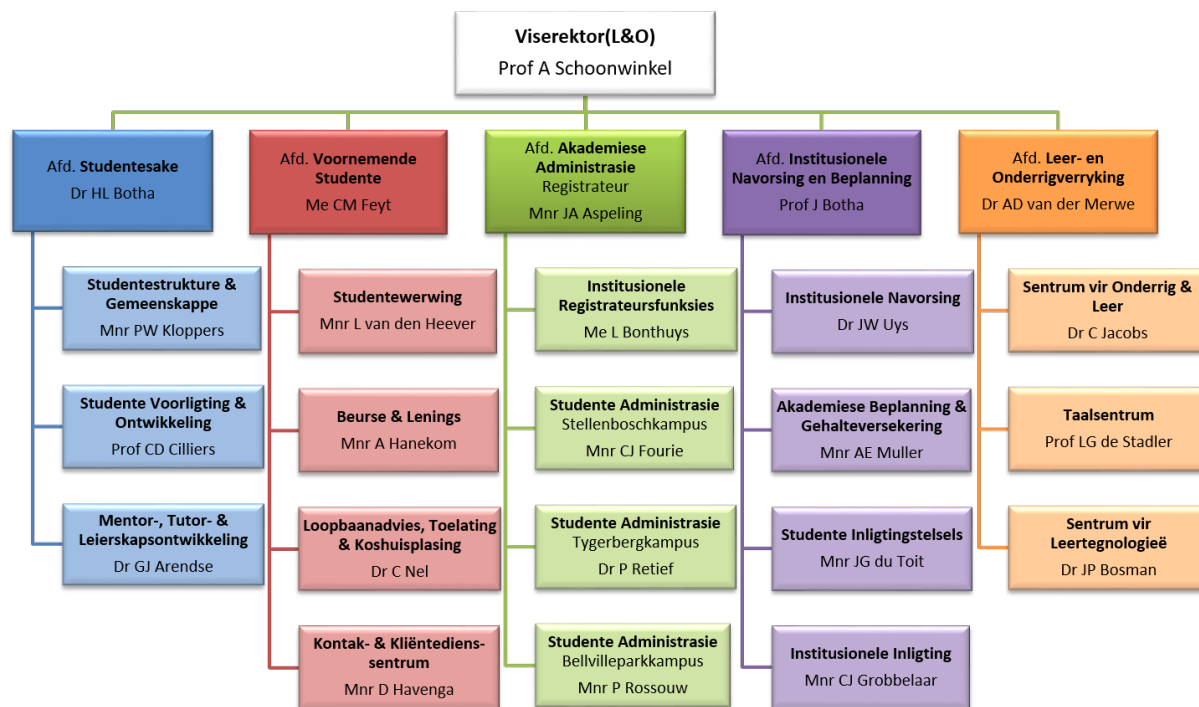 Viserektor(L&O)
Prof A Schoonwinkel
Afd. Studentesake
Dr HL Botha
Studentestrukture &
Gemeenskappe
Mnr PW Kloppers
Studente Voorligting &
Ontwikkeling
Prof CD Cilliers
Mentor-, Tutor- &
Leierskapsontwikkeling
Dr GJ Arendse
Afd. Voornemende
Studente
Me CM Feyt
Studentewerwing
Mnr L van den Heever
Beurse & Lenings
Mnr A Hanekom
Loopbaanadvies, Toelating
& Koshuisplasing
Dr C Nel
Kontak- & Kliëntediens-
sentrum
Mnr D Havenga
Afd. Akademiese
Administrasie
Registrateur
Mnr JA Aspeling
Institusionele
Registrateursfunksies
Me L Bonthuys
Studente Administrasie
Stellenboschkampus
Mnr CJ Fourie
Studente Administrasie
Tygerbergkampus
Dr P Retief
Studente Administrasie
Bellvilleparkkampus
Mnr P Rossouw
Afd. Institusionele
Navorsing en Beplanning
Prof J Botha
Institusionele Navorsing
Dr JW Uys
Akademiese Beplanning &
Gehalteversekering
Mnr AE Muller
Studente Inligtingstelsels
Mnr JG du Toit
Institusionele Inligting
Mnr CJ Grobbelaar
Afd. Leer- en
Onderrigverryking
Dr AD van der Merwe
Sentrum vir Onderrig &
Leer
Dr C Jacobs
Taalsentrum
Prof LG de Stadler
Sentrum vir
Leertegnologieë
Dr JP Bosman